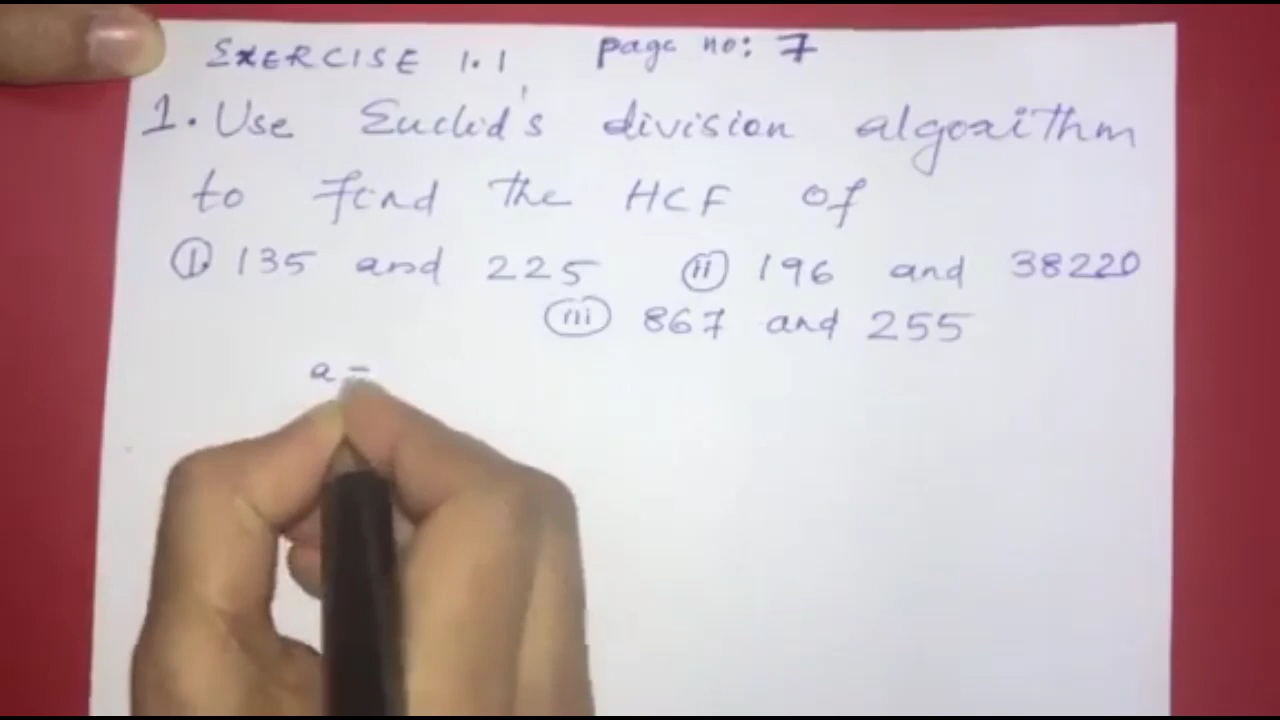 EXERCISE 1.1 page no: 7
1. Use Euclid's division algorithm
to find the HCF of
(i) 135 and 225 (ii) 196 and 38220
(iii) 867 and 255
a =